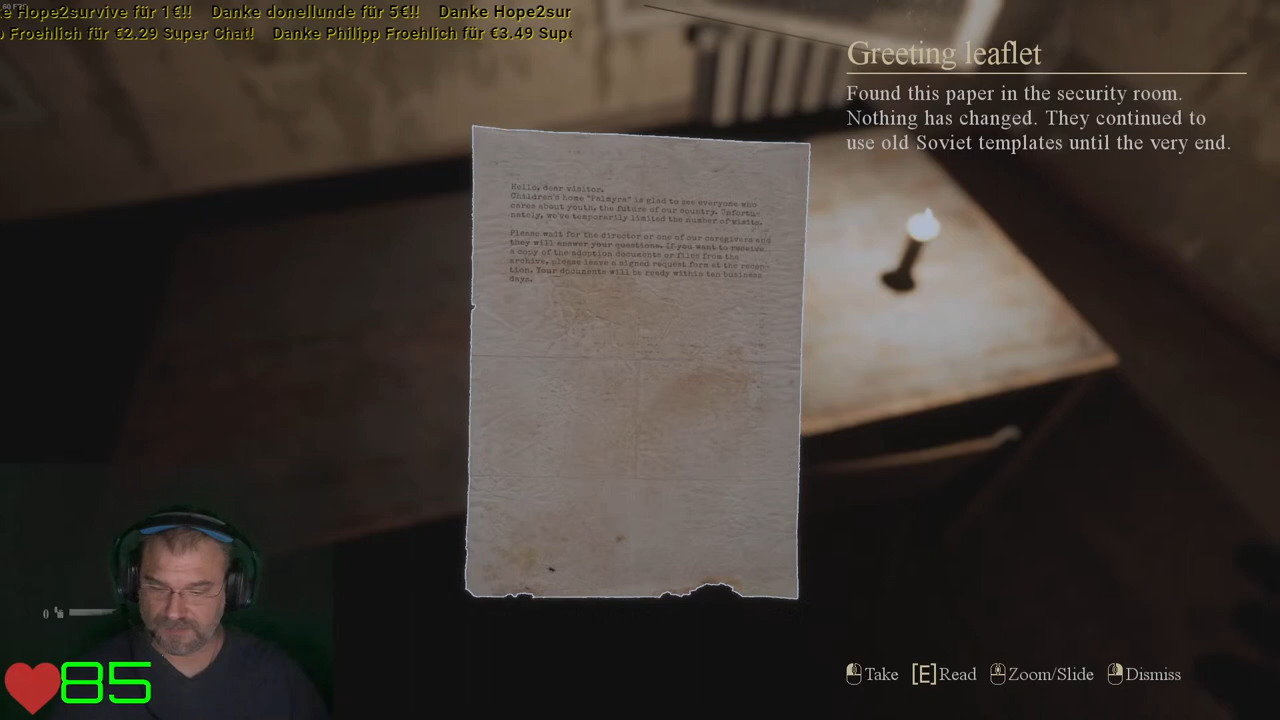 60 FPS
e Hope2survive für 1€!! Danke donellunde für 5€!! Danke Hope2sur
Froehlich für €2.29 Super Chat! Danke Philipp Froehlich für €3.49 Supe
Greeting leaflet
Found this paper in the security room.
Nothing has changed. They continued to
use old Soviet templates until the very end.
Hello, dear visitor.
Children's home "Palmyra" is glad to see everyone who
cares about youth, the future of our country. Unfortu-
nately, we've temporarily limited the number of visits.
Please wait for the director or one of our caregivers and
they will answer your questions. If you want to receive
a copy of the adoption documents or files from the
archive, please leave a signed request form at the recep-
tion. Your documents will be ready within ten business
days.
0
85
Take [E]Read Zoom/Slide Dismiss